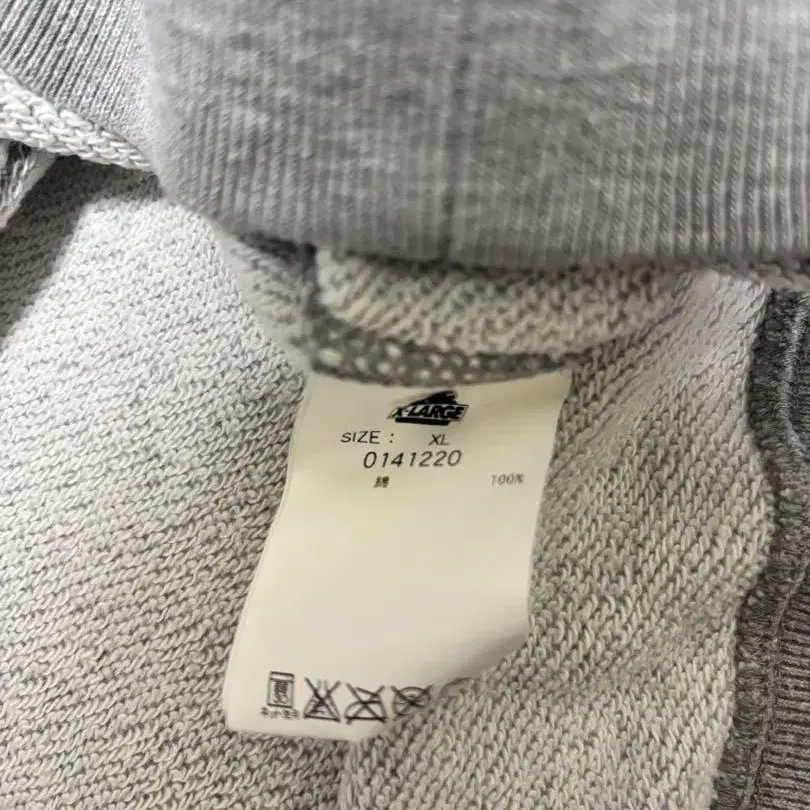 X-LARGE
SIZE : XL
0141220
綿 100%